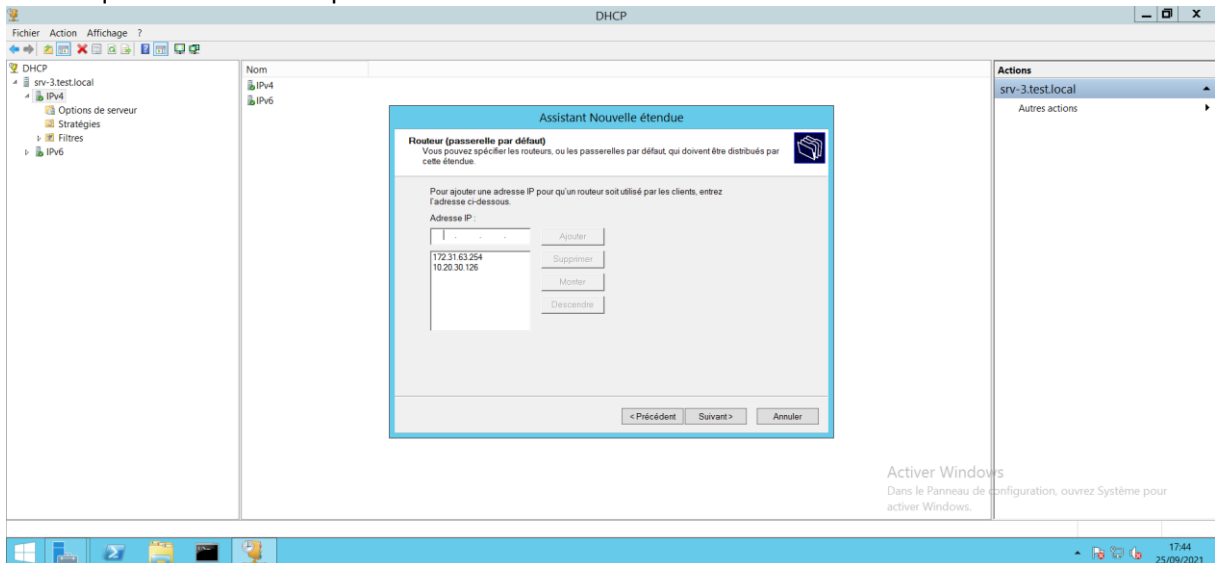 DHCP
Fichier Action Affichage ?
DHCP
srv-3.test.local
IPv4
Options de serveur
Stratégies
Filtres
IPv6
Nom
IPv4
IPv6
Assistant Nouvelle étendue
Routeur (passerelle par défaut)
Vous pouvez spécifier les routeurs, ou les passerelles par défaut, qui doivent être distribués par
cette étendue.
Pour ajouter une adresse IP pour qu'un routeur soit utilisé par les clients, entrez
l'adresse ci-dessous.
Adresse IP :
Ajouter
172.31.63.254
10.20.30.126
Supprimer
Monter
Descendre
< Précédent
Suivant >
Annuler
Actions
srv-3.test.local
Autres actions
Activer Windows
Dans le Panneau de configuration, ouvrez Système pour
activer Windows.
17:44
25/09/2021